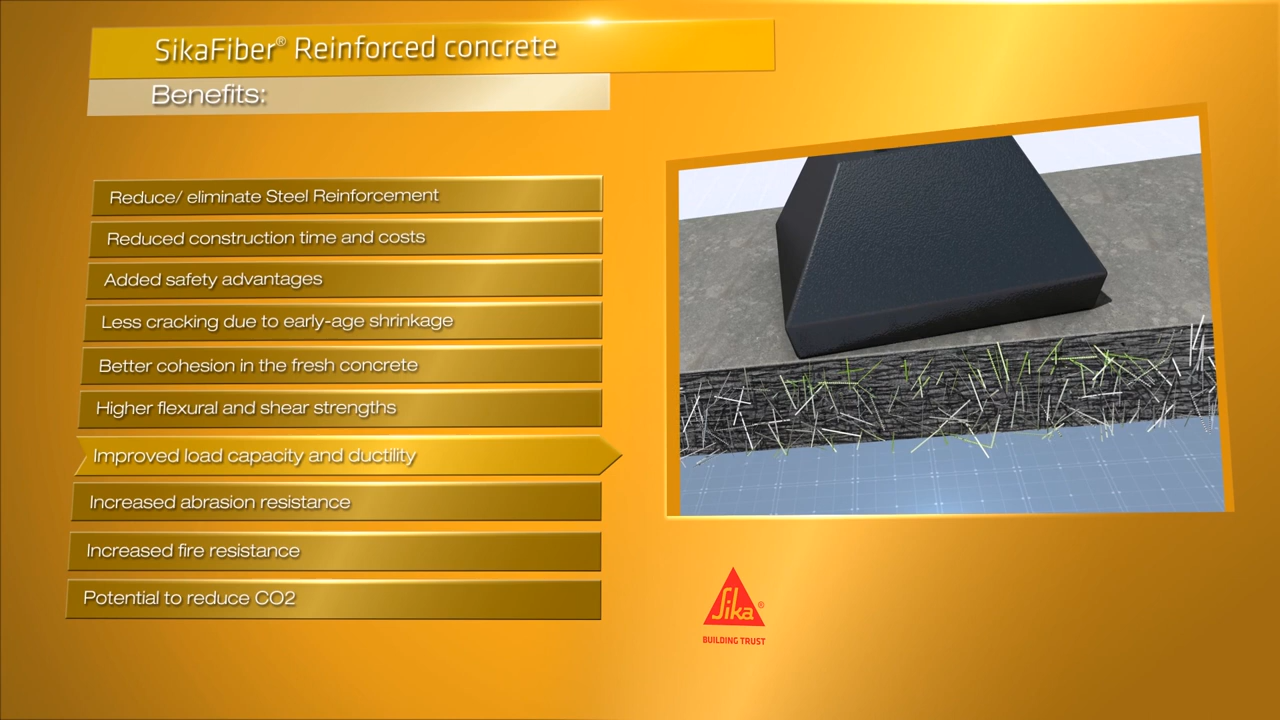 SikaFiber® Reinforced concrete
Benefits:
Reduce/ eliminate Steel Reinforcement
Reduced construction time and costs
Added safety advantages
Less cracking due to early-age shrinkage
Better cohesion in the fresh concrete
Higher flexural and shear strengths
Improved load capacity and ductility
Increased abrasion resistance
Increased fire resistance
Potential to reduce CO2
Sika®
BUILDING TRUST